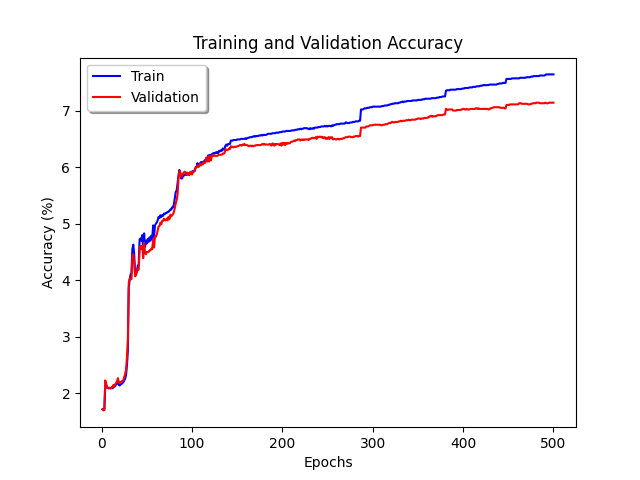 Training and Validation Accuracy
Train
Validation
7
6
5
4
3
2
Accuracy (%)
0 100 200 300 400 500
Epochs